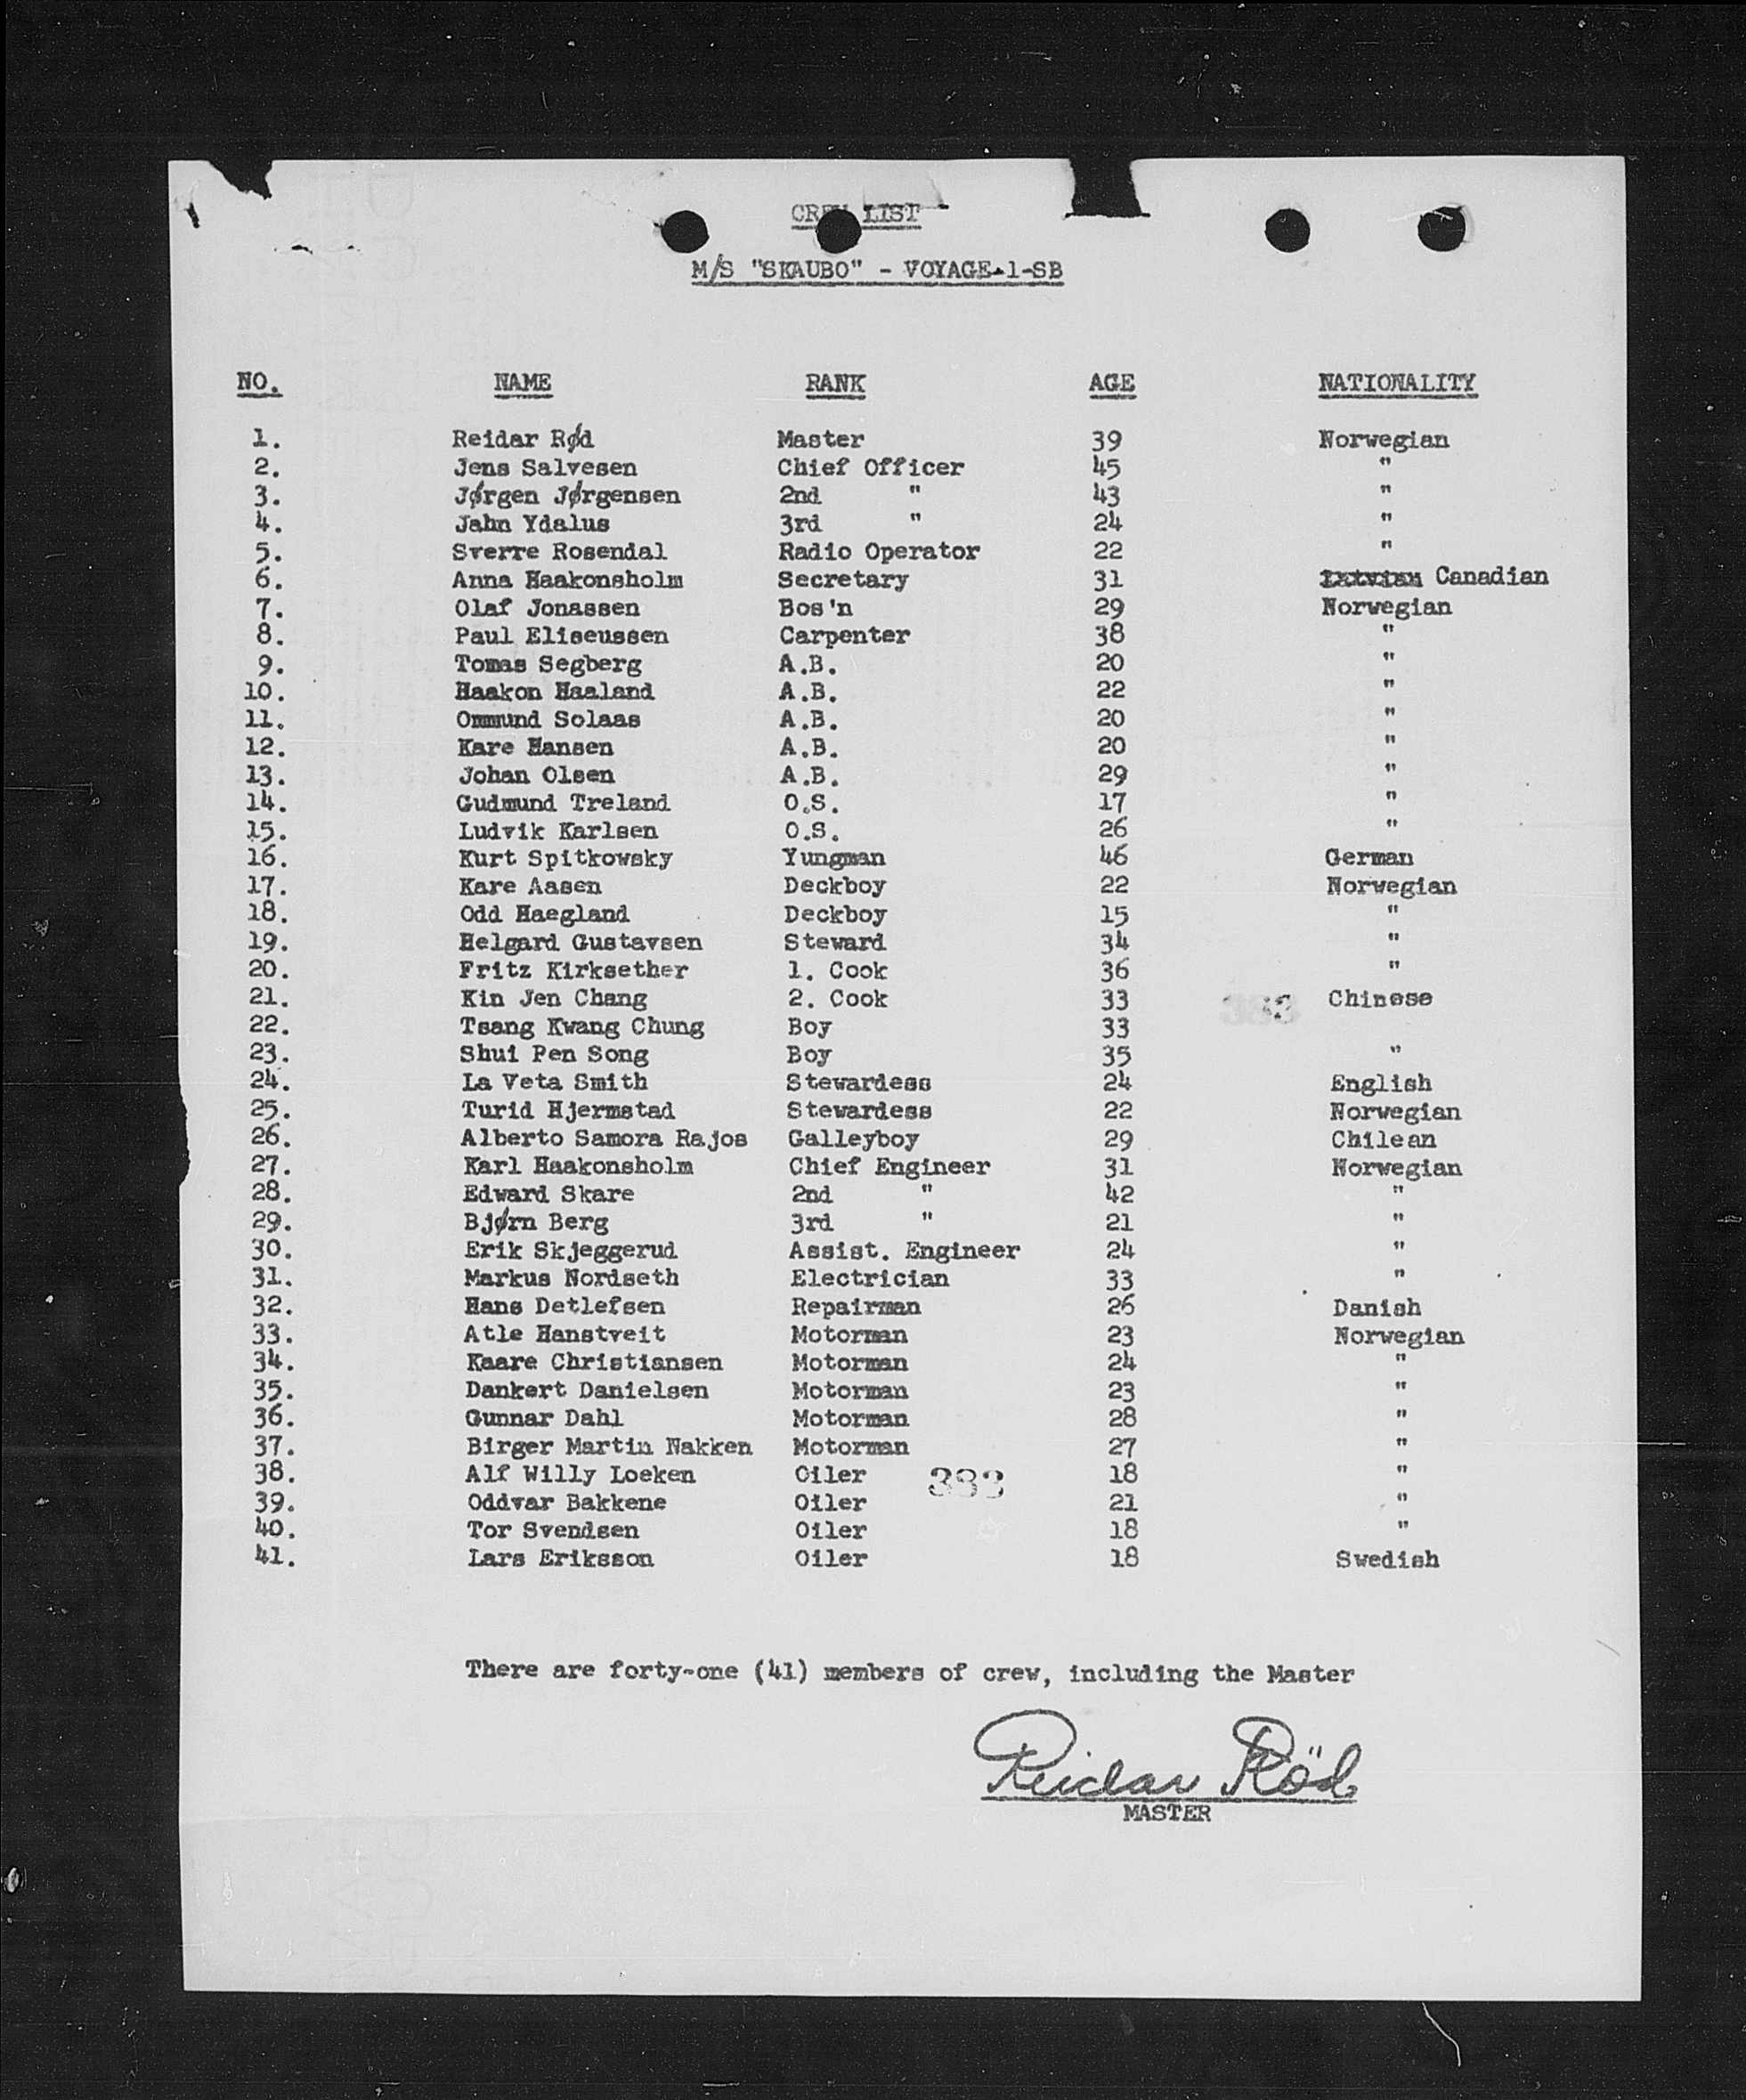 CREW LIST
M/S "SKAUBO" - VOYAGE-1-SB
NO. NAME RANK AGE NATIONALITY
1. Reidar Rød Master 39 Norwegian
2. Jens Salvesen Chief Officer 45 "
3. Jørgen Jørgensen 2nd " 43 "
4. Jahn Ydalus 3rd " 24 "
5. Sverre Rosendal Radio Operator 22 "
6. Anna Haakonsholm Secretary 31 Canadian
7. Olaf Jonassen Bos'n 29 Norwegian
8. Paul Eliseussen Carpenter 38 "
9. Tomas Segberg A.B. 20 "
10. Haakon Haaland A.B. 22 "
11. Ommund Solaas A.B. 20 "
12. Kare Hansen A.B. 20 "
13. Johan Olsen A.B. 29 "
14. Gudmund Treland O.S. 17 "
15. Ludvik Karlsen O.S. 26 "
16. Kurt Spitkowsky Yungman 46 German
17. Kare Aasen Deckboy 22 Norwegian
18. Odd Haegland Deckboy 15 "
19. Helgard Gustavsen Steward 34 "
20. Fritz Kirksether 1. Cook 36 "
21. Kin Jen Chang 2. Cook 33 Chinese
22. Tsang Kwang Chung Boy 33
23. Shui Pen Song Boy 35 "
24. La Veta Smith Stewardess 24 English
25. Turid Hjermstad Stewardess 22 Norwegian
26. Alberto Samora Rajos Galleyboy 29 Chilean
27. Karl Haakonsholm Chief Engineer 31 Norwegian
28. Edward Skare 2nd " 42 "
29. Bjørn Berg 3rd " 21 "
30. Erik Skjeggerud Assist. Engineer 24 "
31. Markus Nordseth Electrician 33 "
32. Hans Detlefsen Repairman 26 Danish
33. Atle Hanstveit Motorman 23 Norwegian
34. Kaare Christiansen Motorman 24 "
35. Dankert Danielsen Motorman 23 "
36. Gunnar Dahl Motorman 28 "
37. Birger Martin Nakken Motorman 27 "
38. Alf Willy Loeken Oiler 383 18 "
39. Oddvar Bakkene Oiler 21 "
40. Tor Svendsen Oiler 18 "
41. Lars Eriksson Oiler 18 Swedish
There are forty-one (41) members of crew, including the Master
Reidar Röd
MASTER